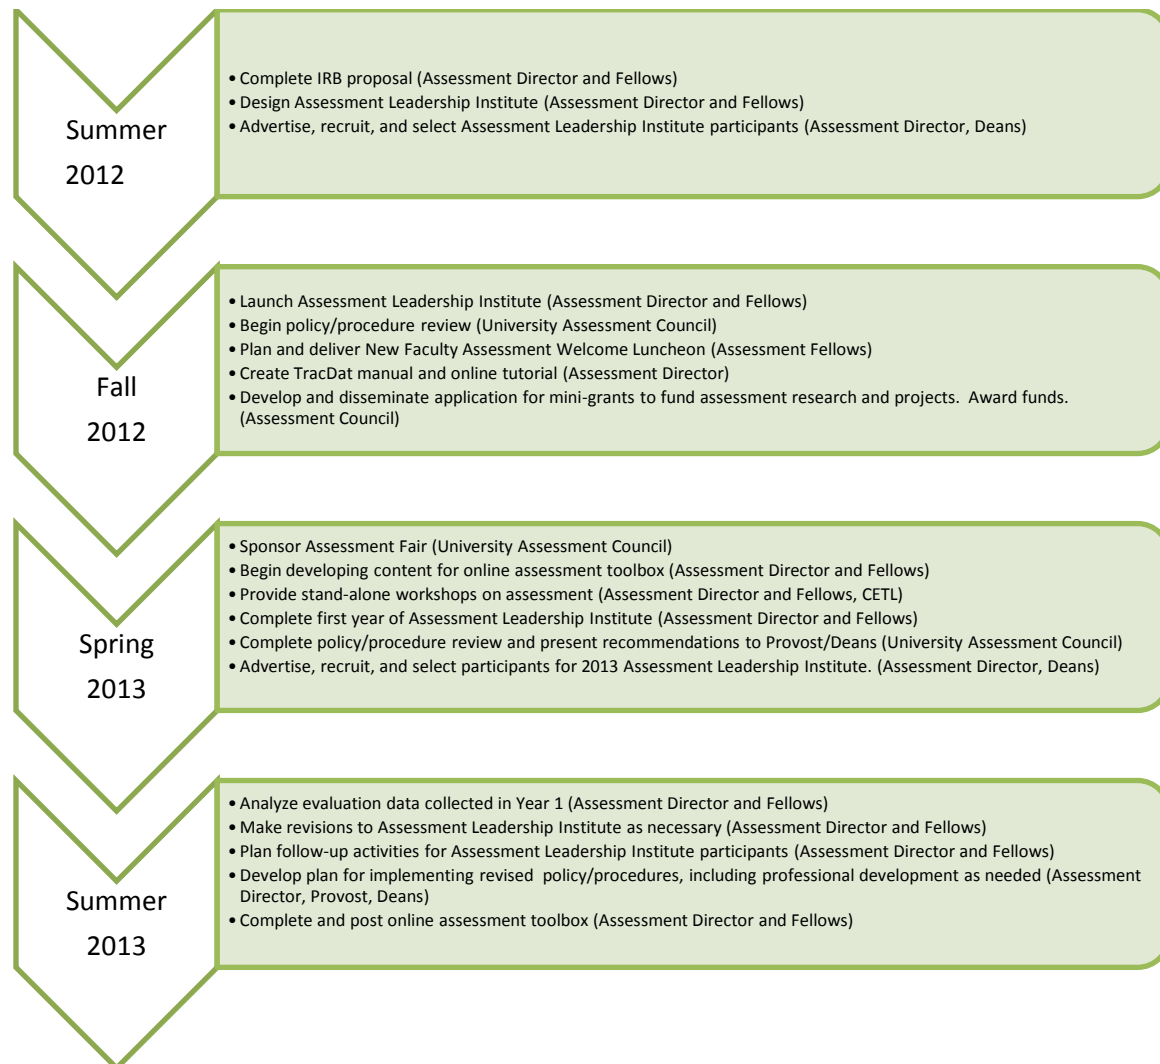 Summer
2012
• Complete IRB proposal (Assessment Director and Fellows)
• Design Assessment Leadership Institute (Assessment Director and Fellows)
• Advertise, recruit, and select Assessment Leadership Institute participants (Assessment Director, Deans)
Fall
2012
• Launch Assessment Leadership Institute (Assessment Director and Fellows)
• Begin policy/procedure review (University Assessment Council)
• Plan and deliver New Faculty Assessment Welcome Luncheon (Assessment Fellows)
• Create TracDat manual and online tutorial (Assessment Director)
• Develop and disseminate application for mini-grants to fund assessment research and projects.  Award funds.
(Assessment Council)
Spring
2013
• Sponsor Assessment Fair (University Assessment Council)
• Begin developing content for online assessment toolbox (Assessment Director and Fellows)
• Provide stand-alone workshops on assessment (Assessment Director and Fellows, CETL)
• Complete first year of Assessment Leadership Institute (Assessment Director and Fellows)
• Complete policy/procedure review and present recommendations to Provost/Deans (University Assessment Council)
• Advertise, recruit, and select participants for 2013 Assessment Leadership Institute. (Assessment Director, Deans)
Summer
2013
• Analyze evaluation data collected in Year 1 (Assessment Director and Fellows)
• Make revisions to Assessment Leadership Institute as necessary (Assessment Director and Fellows)
• Plan follow-up activities for Assessment Leadership Institute participants (Assessment Director and Fellows)
• Develop plan for implementing revised  policy/procedures, including professional development as needed (Assessment
Director, Provost, Deans)
• Complete and post online assessment toolbox (Assessment Director and Fellows)